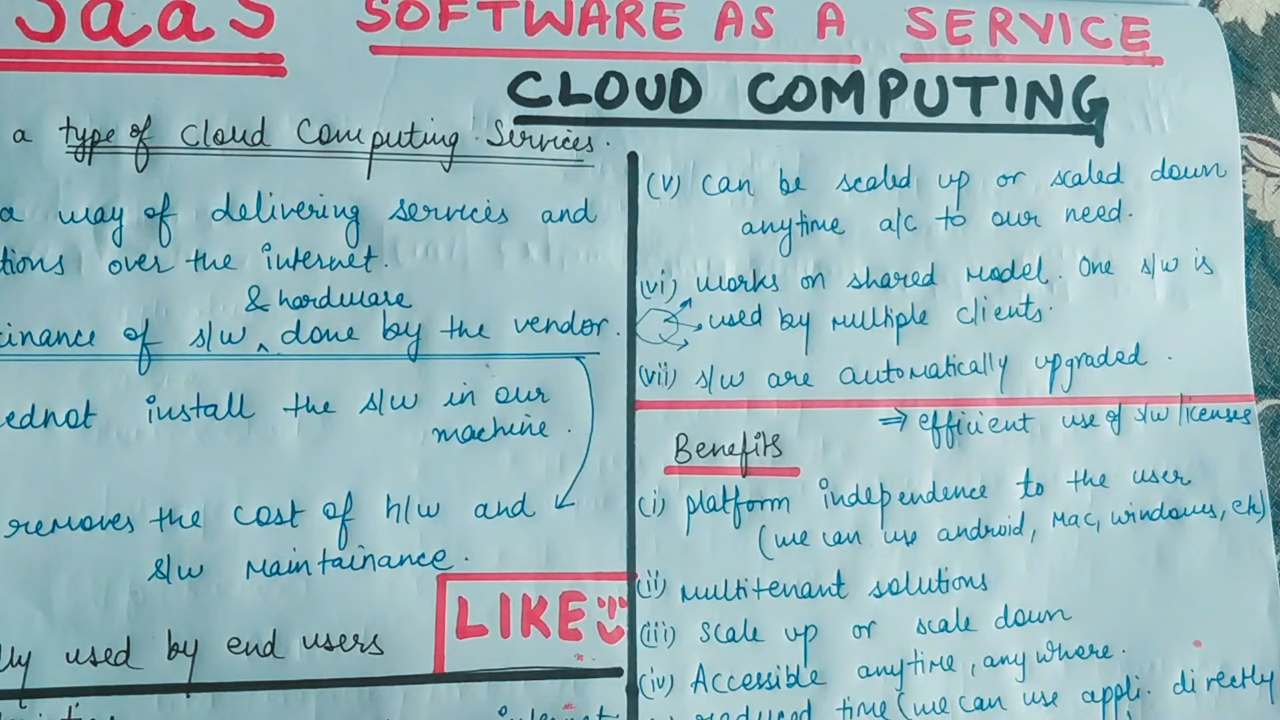 SaaS SOFTWARE AS A SERVICE
CLOUD COMPUTING
a type of Cloud Computing Services.
a way of delivering services and
tions over the internet.
& hardware
inance of s/w ^ done by the vendor.
ednot install the s/w in our
machine.
removes the cost of h/w and
s/w maintainance.
LIKE
lly used by end users
(v) can be scaled up or scaled down
anytime a/c to our need.
(vi) works on shared model. One s/w is
used by multiple clients.
(vii) s/w are automatically upgraded.
⇒ efficient use of s/w licenses
Benefits
(i) platform independence to the user
(we can use android, Mac, windows, etc)
(ii) multitenant solutions
(iii) scale up or scale down
(iv) Accessible anytime, anywhere.
reduced time (we can use appli. directly